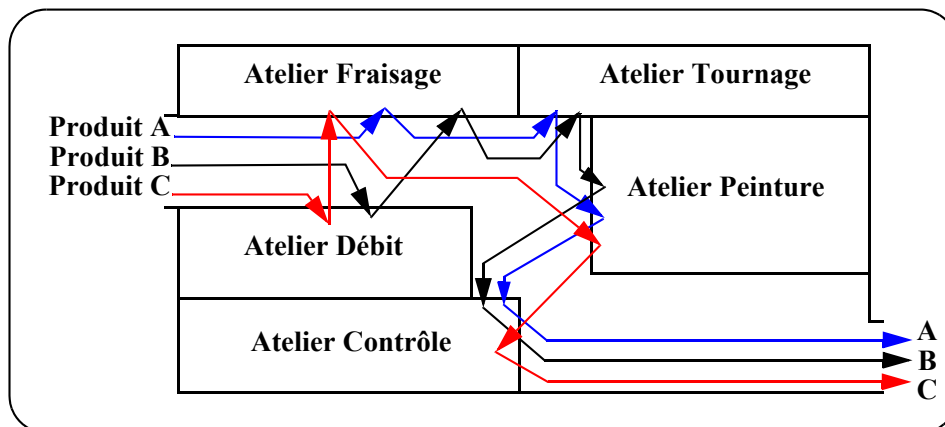 Atelier Fraisage
Atelier Tournage
Produit A
Produit B
Produit C
Atelier Peinture
Atelier Débit
Atelier Contrôle
A
B
C